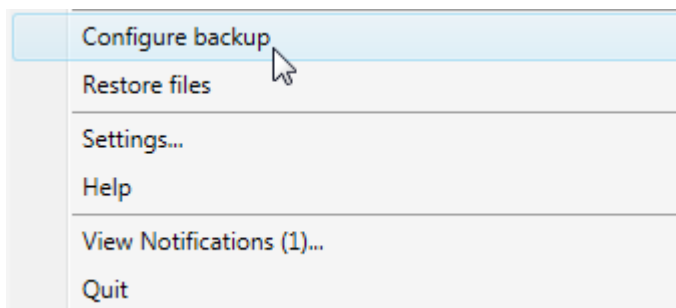 Configure backup
Restore files
Settings...
Help
View Notifications (1)...
Quit